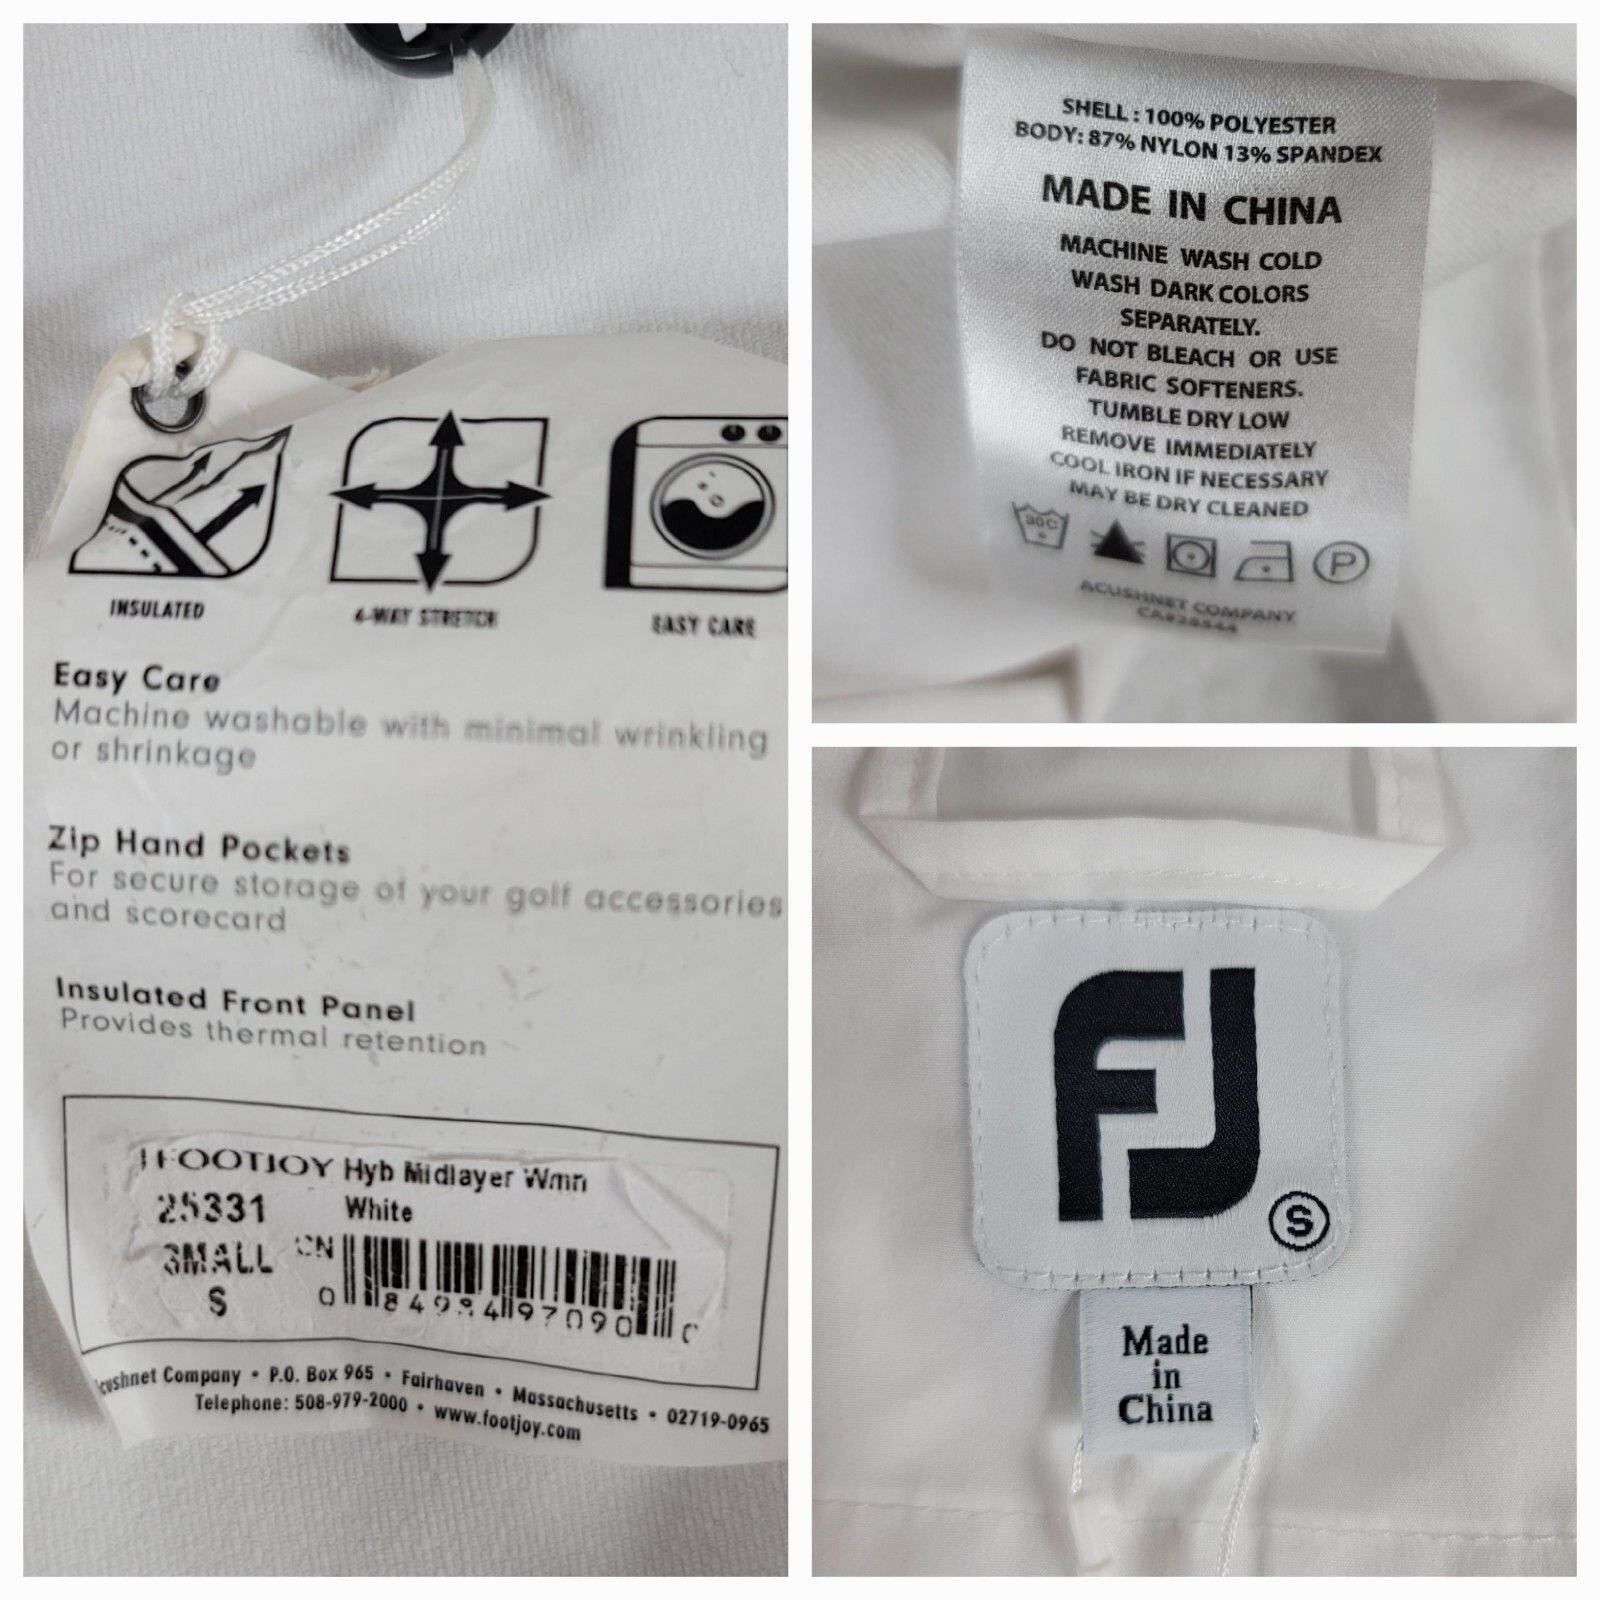 INSULATED
4-WAY STRETCH
EASY CARE
Easy Care
Machine washable with minimal wrinkling
or shrinkage
Zip Hand Pockets
For secure storage of your golf accessories
and scorecard
Insulated Front Panel
Provides thermal retention
FOOTJOY Hyb Midlayer Wmn
25331 White
SMALL CN
S
0 84984 97090
Acushnet Company • P.O. Box 965 • Fairhaven • Massachusetts • 02719-0965
Telephone: 508-979-2000 • www.footjoy.com
SHELL : 100% POLYESTER
BODY: 87% NYLON 13% SPANDEX
MADE IN CHINA
MACHINE WASH COLD
WASH DARK COLORS
SEPARATELY.
DO NOT BLEACH OR USE
FABRIC SOFTENERS.
TUMBLE DRY LOW
REMOVE IMMEDIATELY
COOL IRON IF NECESSARY
MAY BE DRY CLEANED
30C
P
ACUSHNET COMPANY
FJ
S
Made
in
China